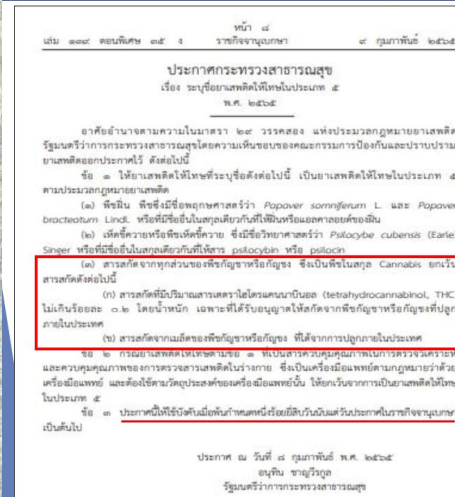 หน้า ๘
เล่ม ๑๓๙ ตอนพิเศษ ๓๕ ง ราชกิจจานุเบกษา ๙ กุมภาพันธ์ ๒๕๖๕
ประกาศกระทรวงสาธารณสุข
เรื่อง ระบุชื่อยาเสพติดให้โทษในประเภท ๕
พ.ศ. ๒๕๖๕
อาศัยอำนาจตามความในมาตรา ๒๙ วรรคสอง แห่งประมวลกฎหมายยาเสพติด
รัฐมนตรีว่าการกระทรวงสาธารณสุขโดยความเห็นชอบของคณะกรรมการป้องกันและปราบปราม
ยาเสพติดออกประกาศไว้ ดังต่อไปนี้
ข้อ ๑ ให้ยาเสพติดให้โทษที่ระบุชื่อดังต่อไปนี้ เป็นยาเสพติดให้โทษในประเภท ๕
ตามประมวลกฎหมายยาเสพติด
(๑) พืชฝิ่น พืชซึ่งมีชื่อพฤกษศาสตร์ว่า Papaver somniferum L. และ Papaver
bracteatum Lindl. หรือที่มีชื่ออื่นในสกุลเดียวกันที่ให้ฝิ่นหรือแอลคาลอยด์ของฝิ่น
(๒) เห็ดขี้ควายหรือพืชเห็ดขี้ควาย ซึ่งมีชื่อวิทยาศาสตร์ว่า Psilocybe cubensis (Earle)
Singer หรือที่มีชื่ออื่นในสกุลเดียวกันที่ให้สาร psilocybin หรือ psilocin
(๓) สารสกัดจากทุกส่วนของพืชกัญชาหรือกัญชง ซึ่งเป็นพืชในสกุล Cannabis ยกเว้น
สารสกัดดังต่อไปนี้
(ก) สารสกัดที่มีปริมาณสารเตตราไฮโดรแคนนาบินอล (tetrahydrocannabinol, THC)
ไม่เกินร้อยละ ๐.๒ โดยน้ำหนัก เฉพาะที่ได้รับอนุญาตให้สกัดจากพืชกัญชาหรือกัญชงที่ปลูก
ภายในประเทศ
(ข) สารสกัดจากเมล็ดของพืชกัญชาหรือกัญชง ที่ได้จากการปลูกภายในประเทศ
ข้อ ๒ กรณียาเสพติดให้โทษตามข้อ ๑ ที่เป็นสารควบคุมคุณภาพในการตรวจวิเคราะห์
และควบคุมคุณภาพของการตรวจสารเสพติดในร่างกาย ซึ่งเป็นเครื่องมือแพทย์ตามกฎหมายว่าด้วย
เครื่องมือแพทย์ และต้องใช้ตามวัตถุประสงค์ของเครื่องมือแพทย์นั้น ให้ยกเว้นจากการเป็นยาเสพติดให้โทษ
ในประเภท ๕
ข้อ ๓ ประกาศนี้ให้ใช้บังคับเมื่อพ้นกำหนดหนึ่งร้อยยี่สิบวันนับแต่วันประกาศในราชกิจจานุเบกษา
เป็นต้นไป
ประกาศ ณ วันที่ ๘ กุมภาพันธ์ พ.ศ. ๒๕๖๕
อนุทิน ชาญวีรกูล
รัฐมนตรีว่าการกระทรวงสาธารณสุข